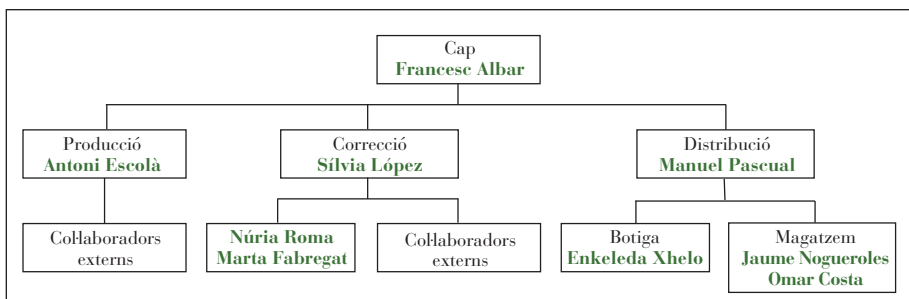 Cap
Francesc Albar
Producció
Antoni Escolà
Correcció
Sílvia López
Distribució
Manuel Pascual
Col·laboradors
externs
Núria Roma
Marta Fabregat
Col·laboradors
externs
Botiga
Enkeleda Xhelo
Magatzem
Jaume Nogueroles
Omar Costa